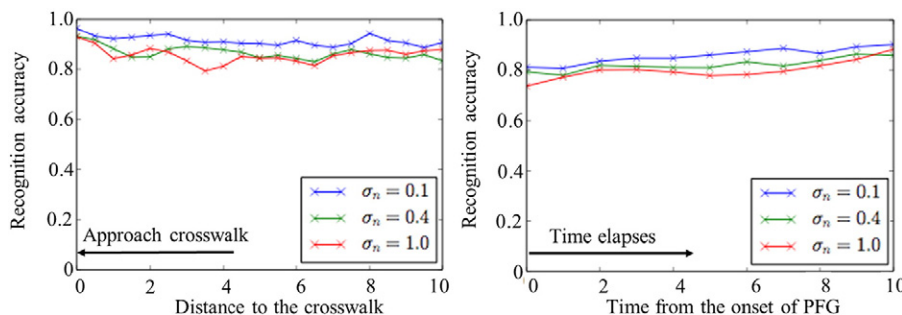 Recognition accuracy
1
0.8
0.6
0.4
0.2
0
σn = 0.1
σn = 0.4
σn = 1.0
Approach crosswalk
0 2 4 6 8 10
Distance to the crosswalk
Recognition accuracy
1
0.8
0.6
0.4
0.2
0
σn = 0.1
σn = 0.4
σn = 1.0
Time elapses
0 2 4 6 8 10
Time from the onset of PFG